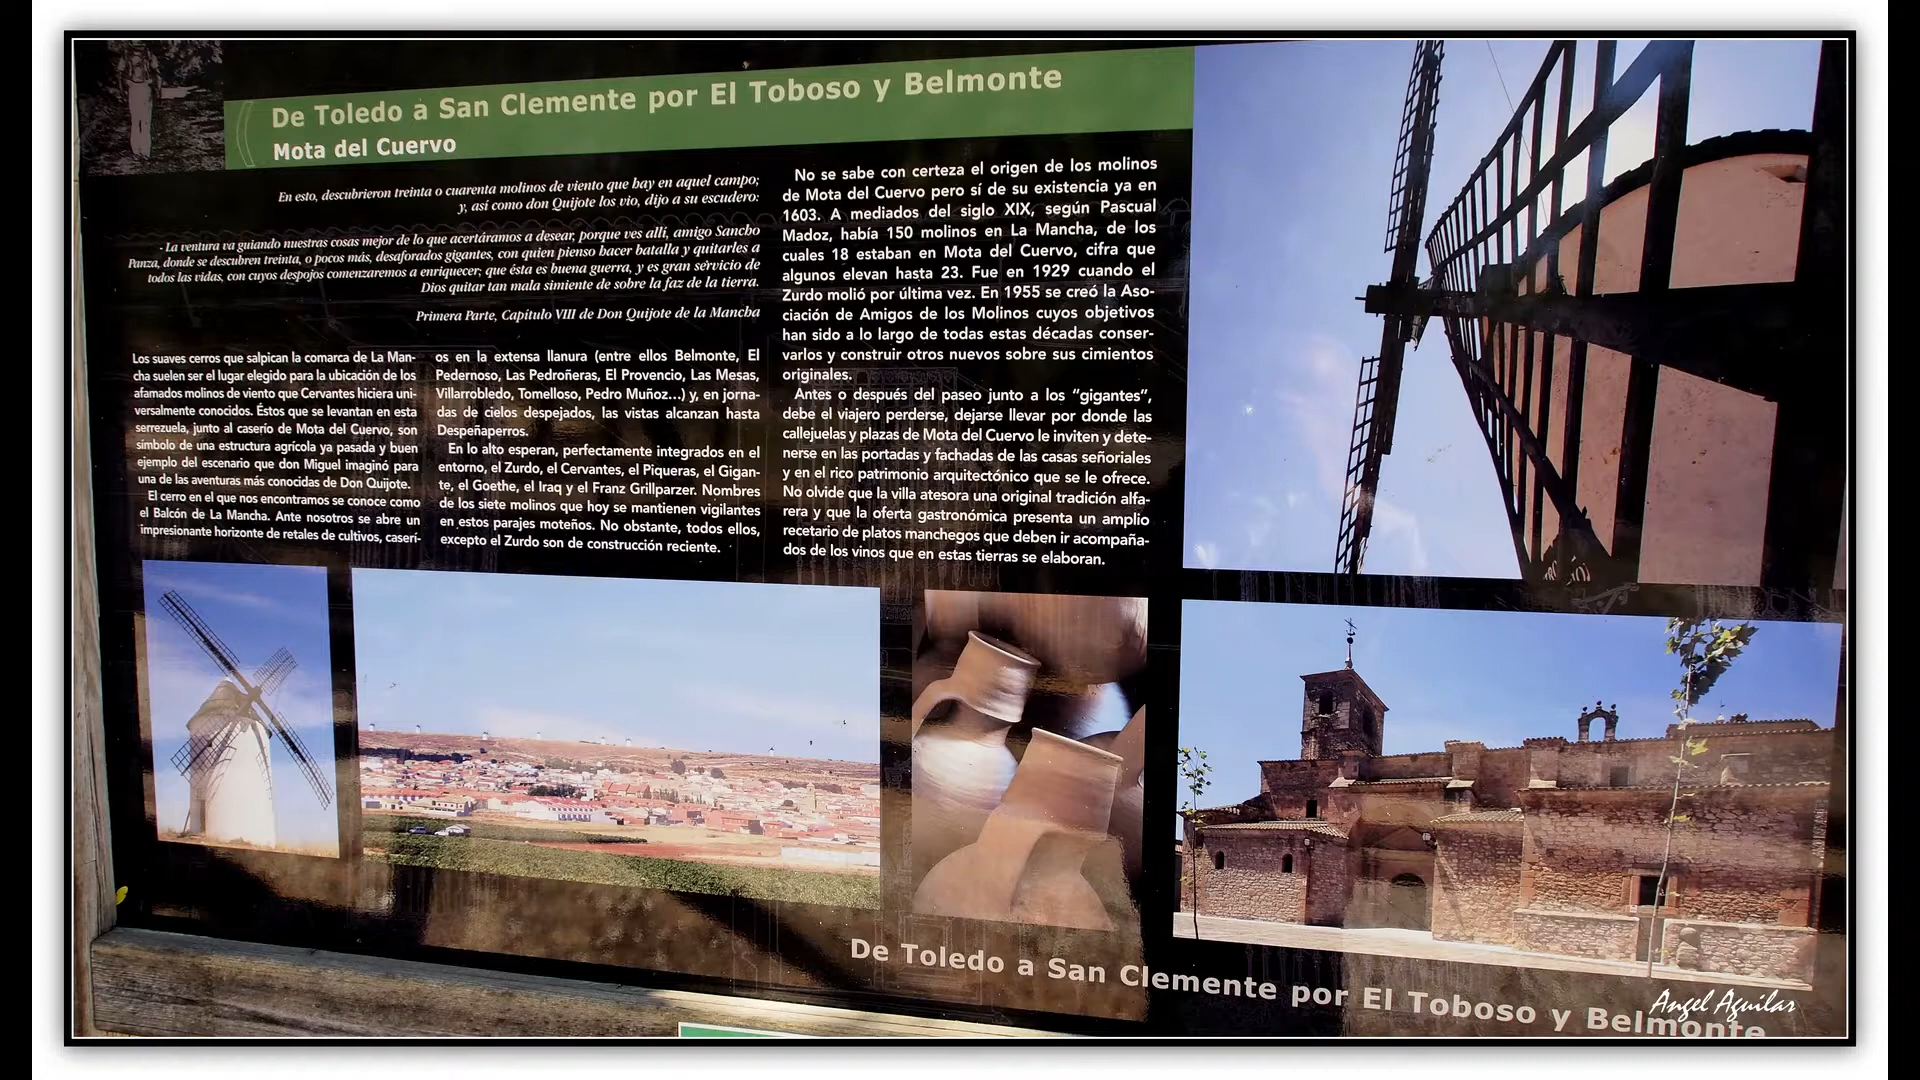 De Toledo a San Clemente por El Toboso y Belmonte
Mota del Cuervo
En esto, descubrieron treinta o cuarenta molinos de viento que hay en aquel campo;
y, así como don Quijote los vio, dijo a su escudero:
- La ventura va guiando nuestras cosas mejor de lo que acertáramos a desear, porque ves allí, amigo Sancho
Panza, donde se descubren treinta, o pocos más, desaforados gigantes, con quien pienso hacer batalla y quitarles a
todos las vidas, con cuyos despojos comenzaremos a enriquecer; que ésta es buena guerra, y es gran servicio de
Dios quitar tan mala simiente de sobre la faz de la tierra.
Primera Parte, Capítulo VIII de Don Quijote de la Mancha
Los suaves cerros que salpican la comarca de La Man-
cha suelen ser el lugar elegido para la ubicación de los
afamados molinos de viento que Cervantes hiciera uni-
versalmente conocidos. Éstos que se levantan en esta
serrezuela, junto al caserío de Mota del Cuervo, son
símbolo de una estructura agrícola ya pasada y buen
ejemplo del escenario que don Miguel imaginó para
una de las aventuras más conocidas de Don Quijote.
El cerro en el que nos encontramos se conoce como
el Balcón de La Mancha. Ante nosotros se abre un
impresionante horizonte de retales de cultivos, caserí-
os en la extensa llanura (entre ellos Belmonte, El
Pedernoso, Las Pedroñeras, El Provencio, Las Mesas,
Villarrobledo, Tomelloso, Pedro Muñoz...) y, en jorna-
das de cielos despejados, las vistas alcanzan hasta
Despeñaperros.
En lo alto esperan, perfectamente integrados en el
entorno, el Zurdo, el Cervantes, el Piqueras, el Gigan-
te, el Goethe, el Iraq y el Franz Grillparzer. Nombres
de los siete molinos que hoy se mantienen vigilantes
en estos parajes moteños. No obstante, todos ellos,
excepto el Zurdo son de construcción reciente.
No se sabe con certeza el origen de los molinos
de Mota del Cuervo pero sí de su existencia ya en
1603. A mediados del siglo XIX, según Pascual
Madoz, había 150 molinos en La Mancha, de los
cuales 18 estaban en Mota del Cuervo, cifra que
algunos elevan hasta 23. Fue en 1929 cuando el
Zurdo molió por última vez. En 1955 se creó la Aso-
ciación de Amigos de los Molinos cuyos objetivos
han sido a lo largo de todas estas décadas conser-
varlos y construir otros nuevos sobre sus cimientos
originales.
Antes o después del paseo junto a los "gigantes",
debe el viajero perderse, dejarse llevar por donde las
callejuelas y plazas de Mota del Cuervo le inviten y dete-
nerse en las portadas y fachadas de las casas señoriales
y en el rico patrimonio arquitectónico que se le ofrece.
No olvide que la villa atesora una original tradición alfa-
rera y que la oferta gastronómica presenta un amplio
recetario de platos manchegos que deben ir acompaña-
dos de los vinos que en estas tierras se elaboran.
De Toledo a San Clemente por El Toboso y Belmonte
Angel Aguilar